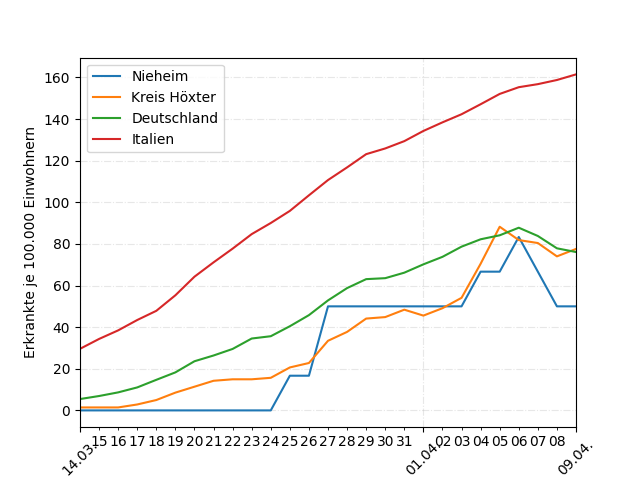 Erkrankte je 100.000 Einwohnern
160
140
120
100
80
60
40
20
0
Nieheim
Kreis Höxter
Deutschland
Italien
14.03. 15 16 17 18 19 20 21 22 23 24 25 26 27 28 29 30 31 01.04. 02 03 04 05 06 07 08 09.04.